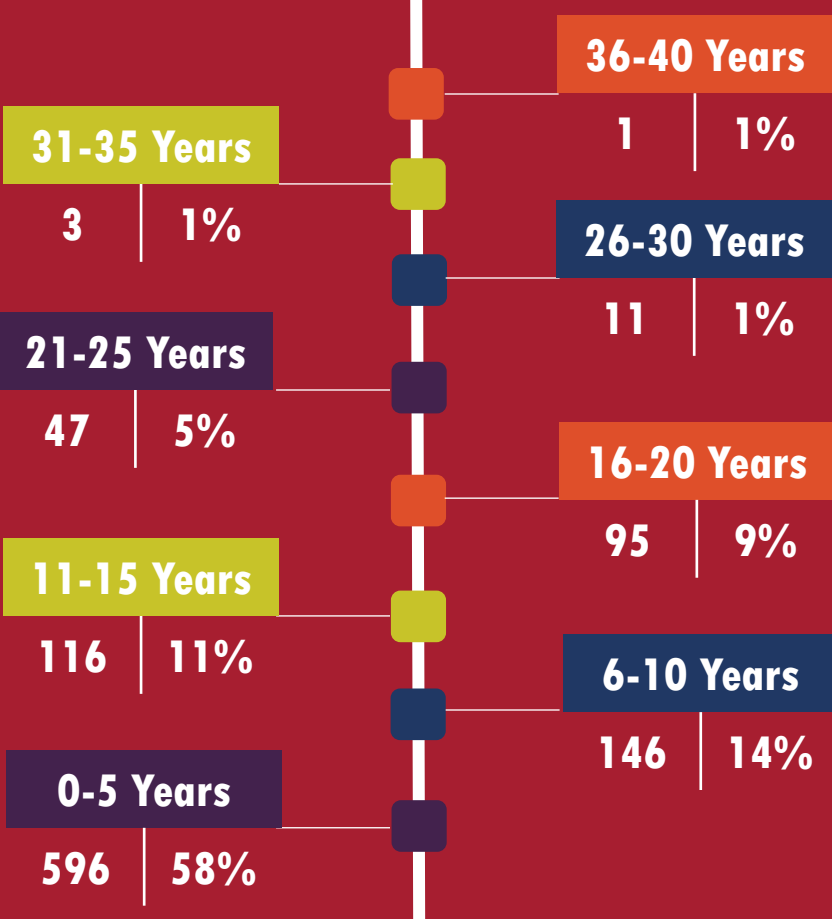 36-40 Years
1 1%
31-35 Years
3 1%
26-30 Years
11 1%
21-25 Years
47 5%
16-20 Years
95 9%
11-15 Years
116 11%
6-10 Years
146 14%
0-5 Years
596 58%